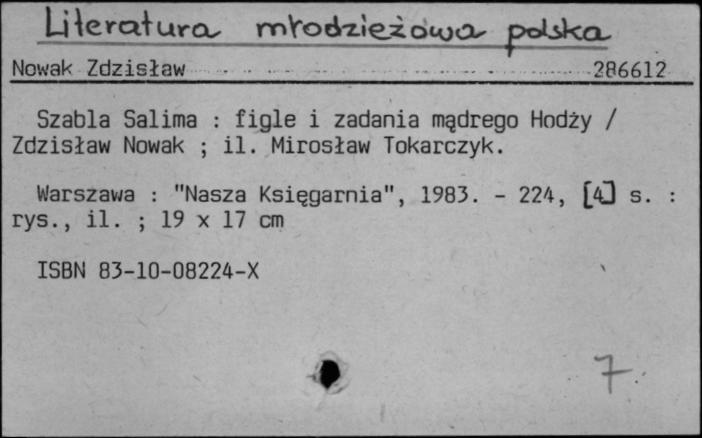 Literatura młodzieżowa polska
Nowak Zdzisław 286612
Szabla Salima : figle i zadania mądrego Hodży /
Zdzisław Nowak ; il. Mirosław Tokarczyk.
Warszawa : "Nasza Księgarnia", 1983. - 224, [4] s. :
rys., il. ; 19 x 17 cm
ISBN 83-10-08224-X
7.